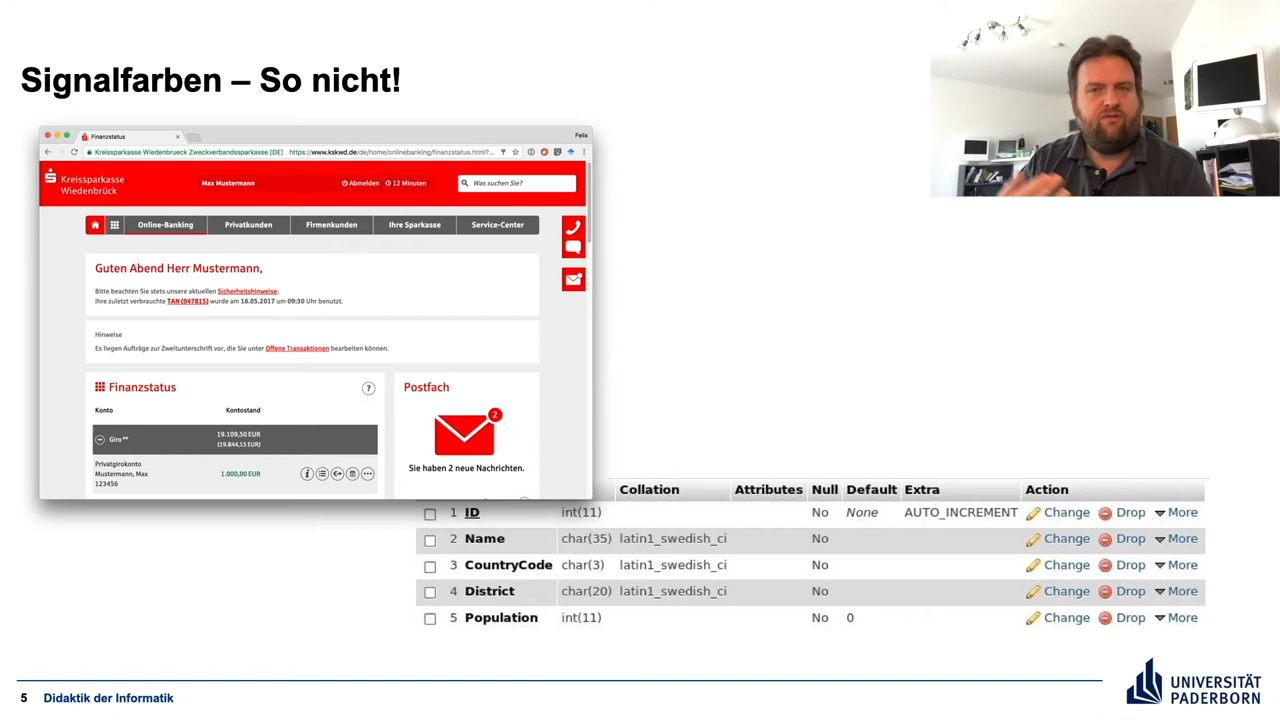 Signalfarben – So nicht!
Finanzstatus
Felix
Kreissparkasse Wiedenbrueck Zweckverbandssparkasse [DE]
https://www.kskwd.de/de/home/onlinebanking/finanzstatus.html?...
Kreissparkasse
Wiedenbrück
Max Mustermann
Abmelden
12 Minuten
Was suchen Sie?
Online-Banking
Privatkunden
Firmenkunden
Ihre Sparkasse
Service-Center
Guten Abend Herr Mustermann,
Bitte beachten Sie stets unsere aktuellen Sicherheitshinweise.
Ihre zuletzt verbrauchte TAN (047815) wurde am 16.05.2017 um 09:30 Uhr benutzt.
Hinweise
Es liegen Aufträge zur Zweitunterschrift vor, die Sie unter Offene Transaktionen bearbeiten können.
Finanzstatus
?
Konto Kontostand
Giro
19.109,50 EUR
(19.844,15 EUR)
Privatgirokonto
Mustermann, Max
123456
1.000,00 EUR
Postfach
2
Sie haben 2 neue Nachrichten.
Collation Attributes Null Default Extra Action
1 ID int(11) No None AUTO_INCREMENT Change Drop More
2 Name char(35) latin1_swedish_ci No Change Drop More
3 CountryCode char(3) latin1_swedish_ci No Change Drop More
4 District char(20) latin1_swedish_ci No Change Drop More
5 Population int(11) No 0 Change Drop More
5 Didaktik der Informatik
UNIVERSITÄT
PADERBORN